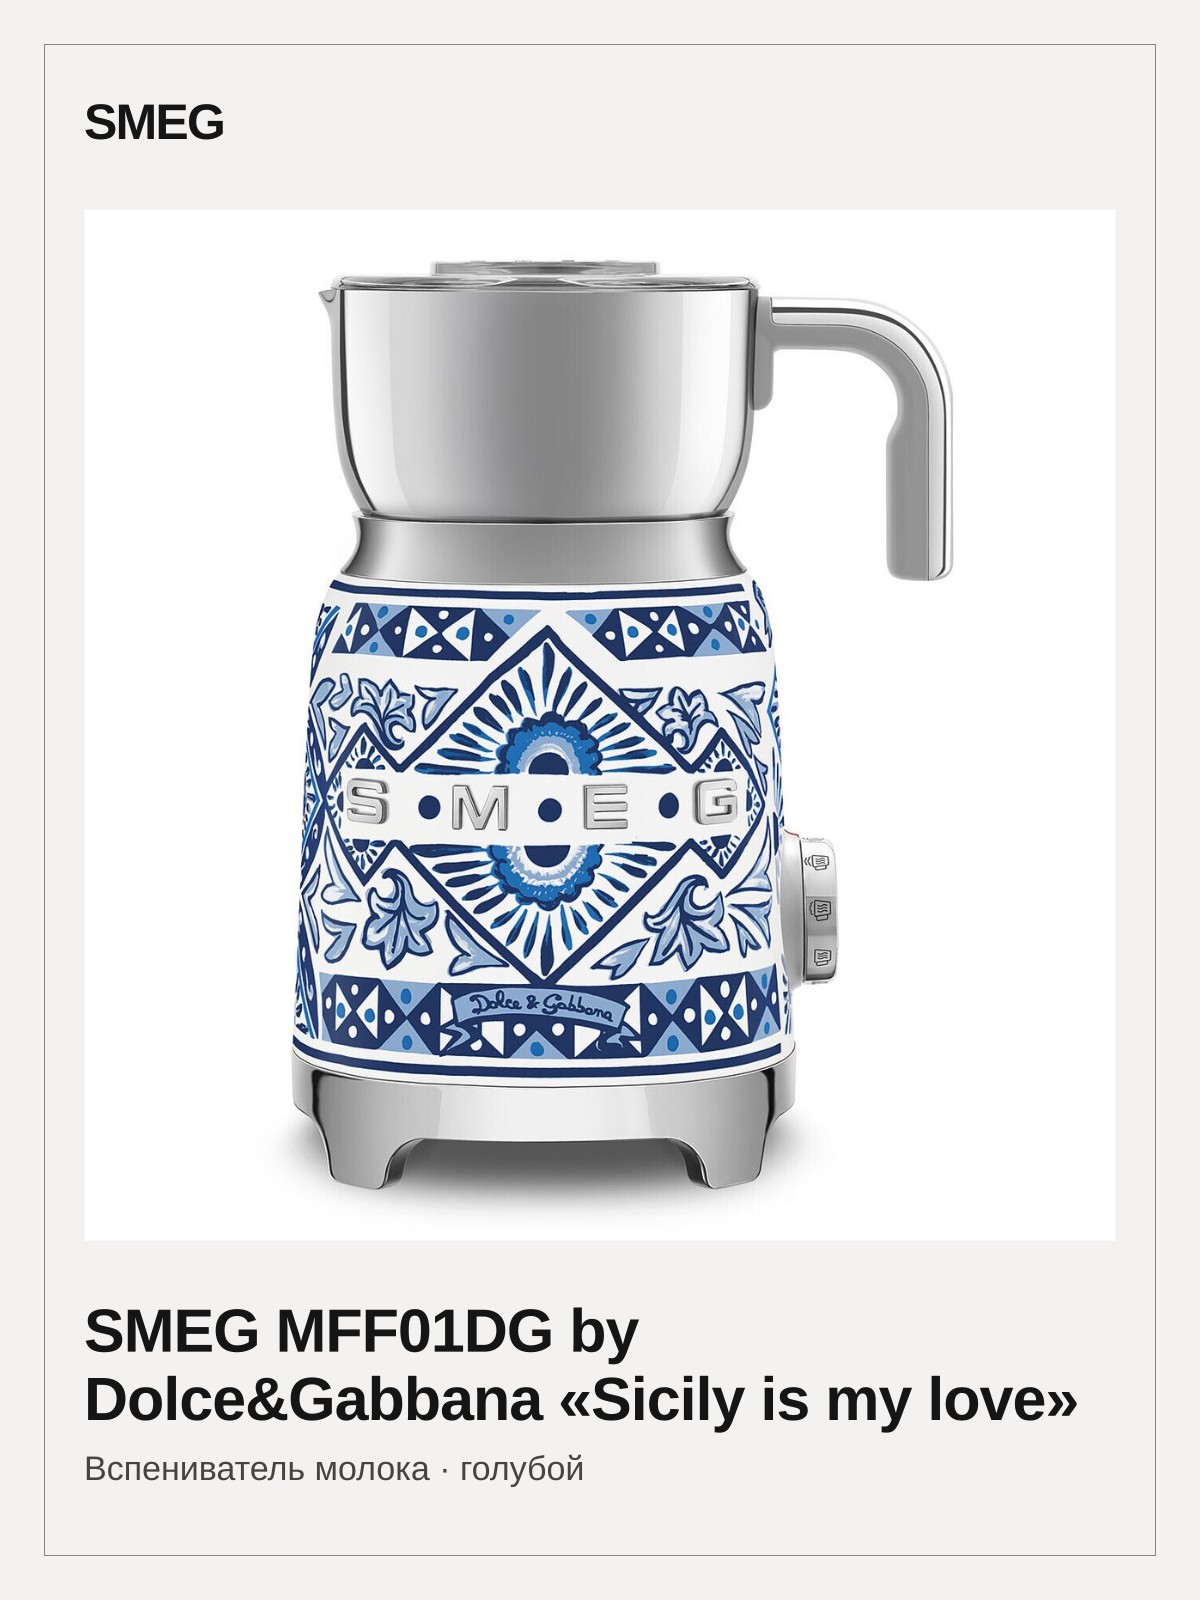 SMEG
S M E G
Dolce & Gabbana
SMEG MFF01DG by
Dolce&Gabbana «Sicily is my love»
Вспениватель молока · голубой